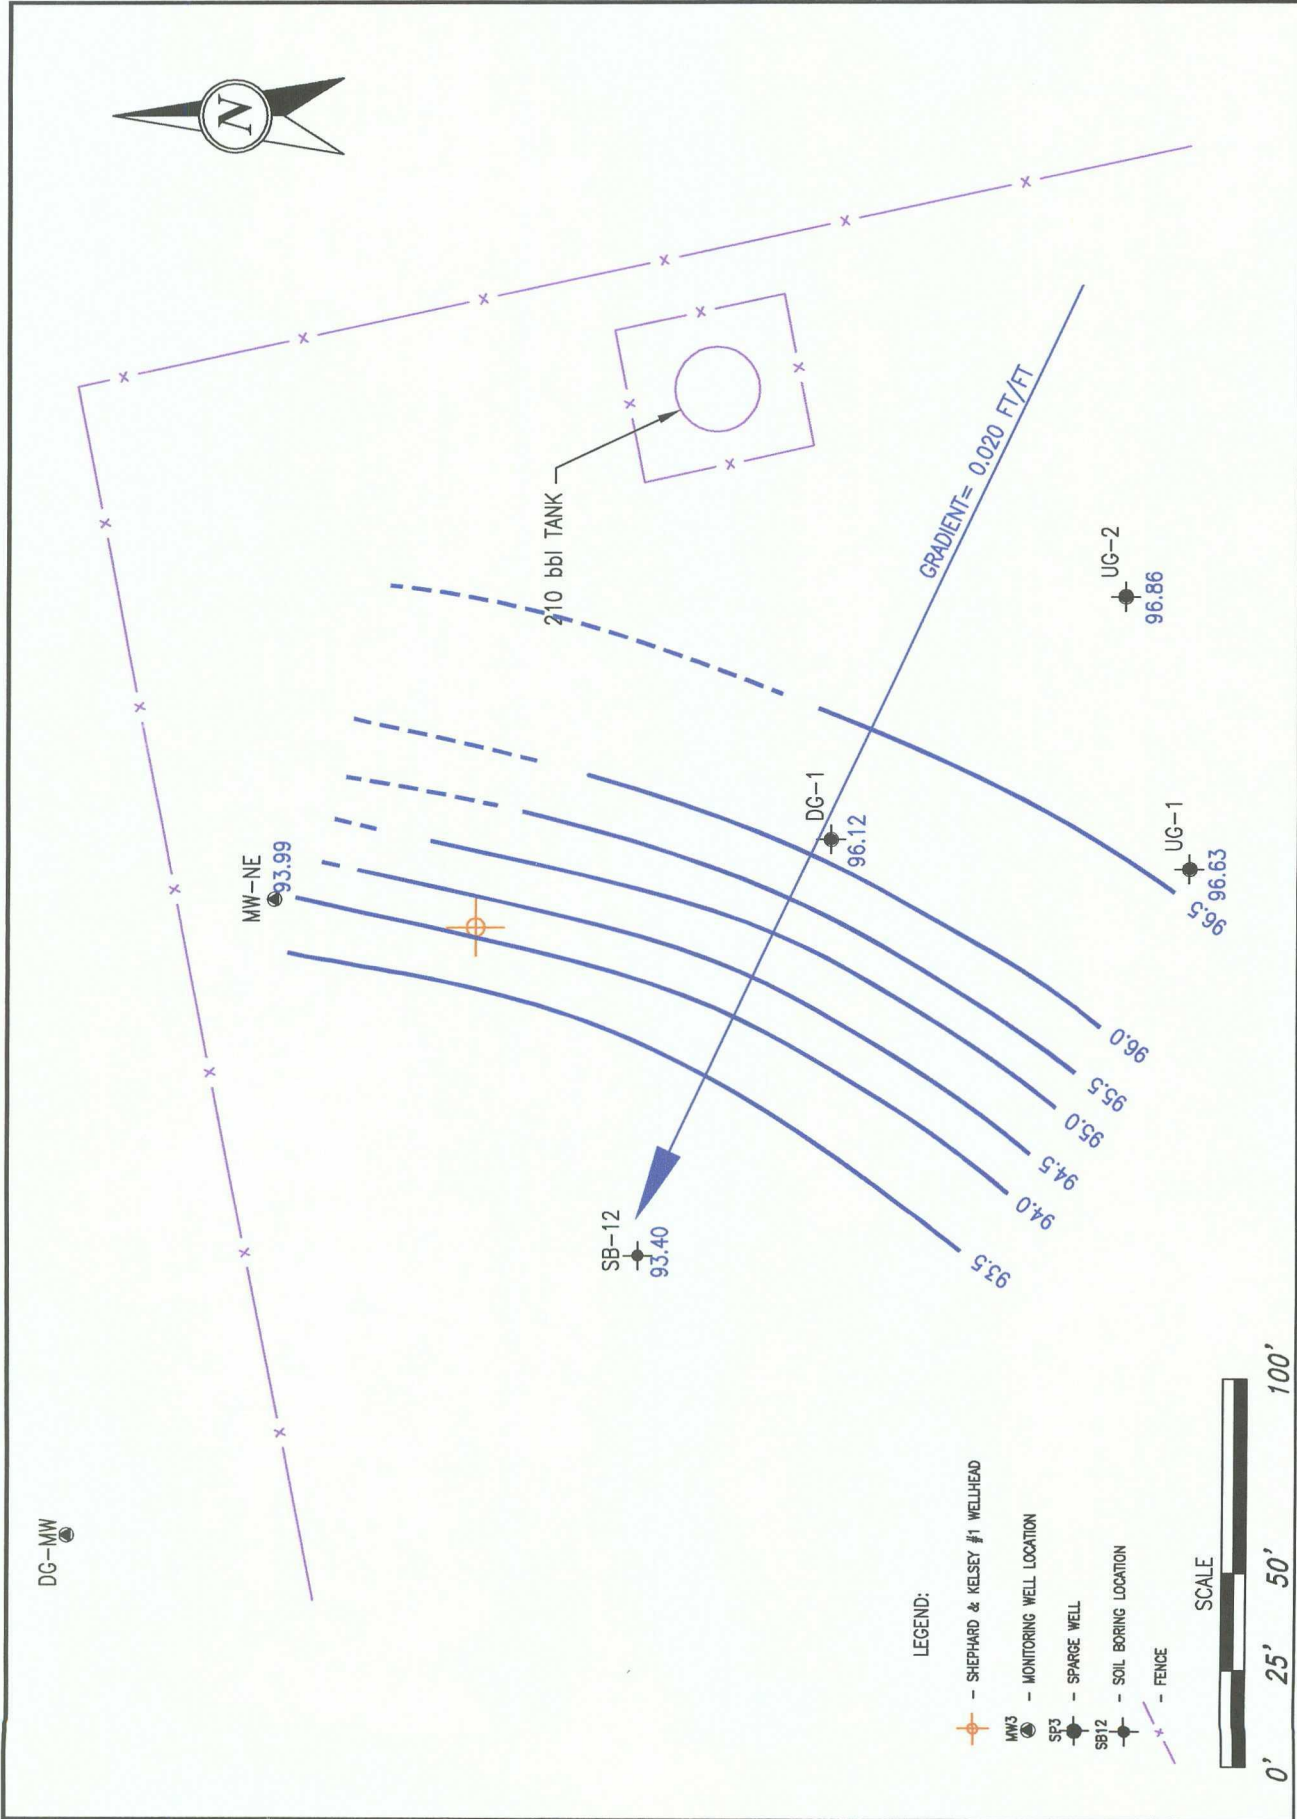 N
DG-MW
MW-NE
93.99
210 bbl TANK
SB-12
93.40
DG-1
96.12
GRADIENT= 0.020 FT/FT
UG-2
96.86
UG-1
96.63
93.5
94.0
94.5
95.0
95.5
96.0
96.5
LEGEND:
- SHEPHARD & KELSEY #1 WELLHEAD
MW3 - MONITORING WELL LOCATION
SP3 - SPARGE WELL
SB12 - SOIL BORING LOCATION
- FENCE
SCALE
0' 25' 50' 100'